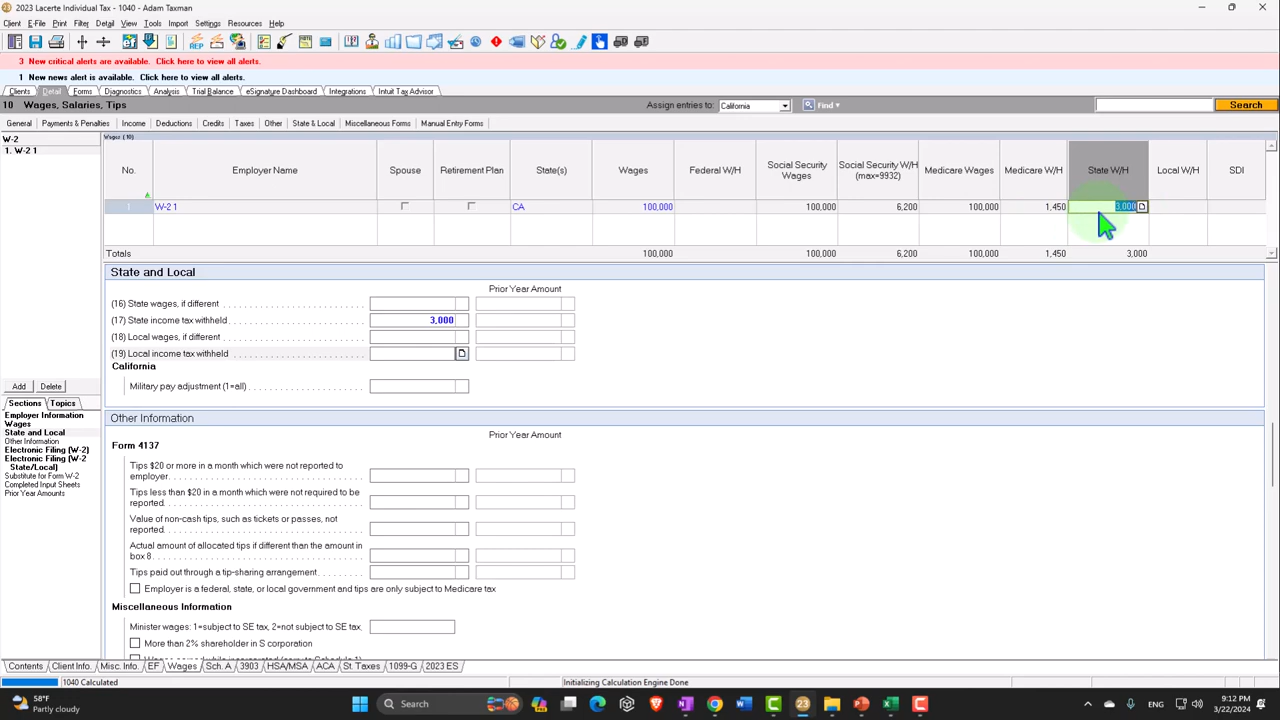 2023 Lacerte Individual Tax - 1040 - Adam Taxman
Client E-File Print Filter Detail View Tools Import Settings Resources Help
3 New critical alerts are available. Click here to view all alerts.
1 New news alert is available. Click here to view all alerts.
Clients Detail Forms Diagnostics Analysis Trial Balance eSignature Dashboard Integrations Intuit Tax Advisor
10 Wages, Salaries, Tips Assign entries to: California Find Search
General Payments & Penalties Income Deductions Credits Taxes Other State & Local Miscellaneous Forms Manual Entry Forms
W-2
1. W-2 1
Wages (10)
No. Employer Name Spouse Retirement Plan State(s) Wages Federal W/H Social Security Wages Social Security W/H (max=9932) Medicare Wages Medicare W/H State W/H Local W/H SDI
1 W-2 1 CA 100,000 100,000 6,200 100,000 1,450 3,000
Totals 100,000 100,000 6,200 100,000 1,450 3,000
State and Local
Prior Year Amount
(16) State wages, if different
(17) State income tax withheld 3,000
(18) Local wages, if different
(19) Local income tax withheld
California
Military pay adjustment (1=all)
Add Delete
Sections Topics
Employer Information
Wages
State and Local
Other Information
Electronic Filing (W-2)
Electronic Filing (W-2
State/Local)
Substitute for Form W-2
Completed Input Sheets
Prior Year Amounts
Other Information
Prior Year Amount
Form 4137
Tips $20 or more in a month which were not reported to
employer
Tips less than $20 in a month which were not required to be
reported
Value of non-cash tips, such as tickets or passes, not
reported
Actual amount of allocated tips if different than the amount in
box 8
Tips paid out through a tip-sharing arrangement
Employer is a federal, state, or local government and tips are only subject to Medicare tax
Miscellaneous Information
Minister wages: 1=subject to SE tax, 2=not subject to SE tax,
More than 2% shareholder in S corporation
Contents Client Info. Misc. Info. EF Wages Sch. A 3903 HSA/MSA ACA St. Taxes 1099-G 2023 ES
1040 Calculated Initializing Calculation Engine Done
58°F
Partly cloudy
Search
23
ENG
9:12 PM
3/22/2024